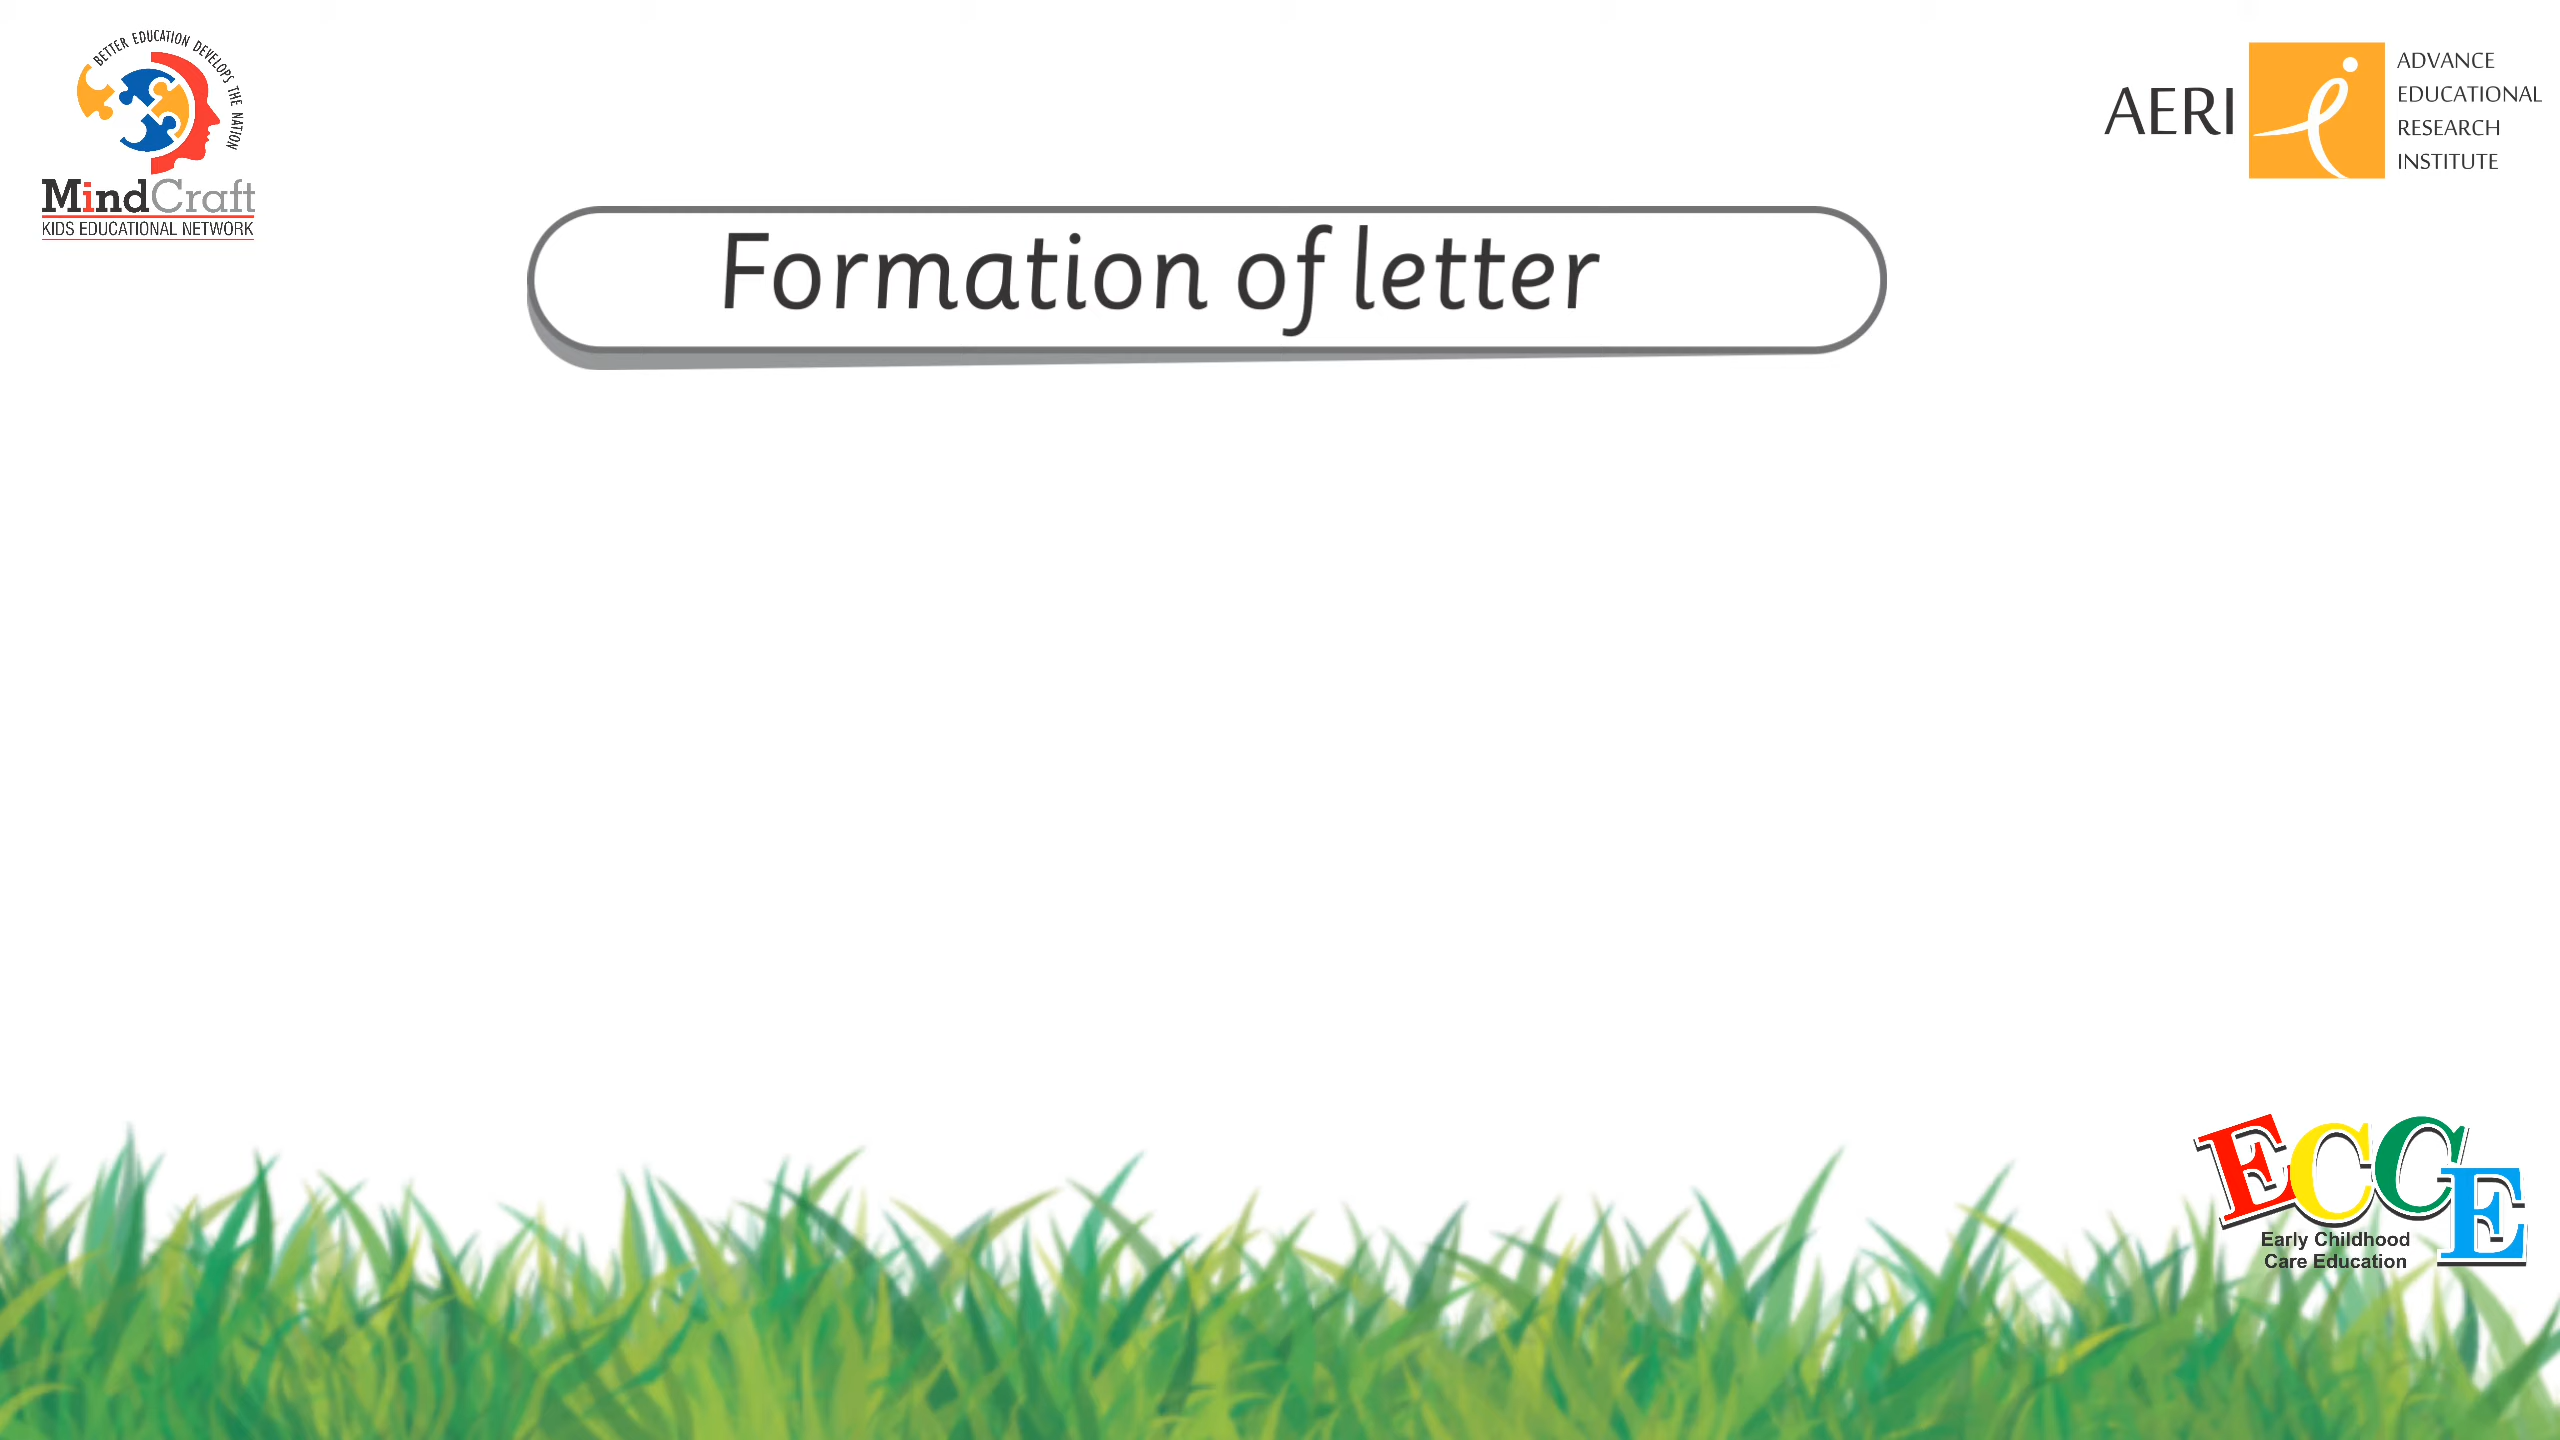 BETTER EDUCATION DEVELOPS THE NATION
MindCraft
KIDS EDUCATIONAL NETWORK
AERI
ADVANCE
EDUCATIONAL
RESEARCH
INSTITUTE
Formation of letter
ECCE
Early Childhood
Care Education